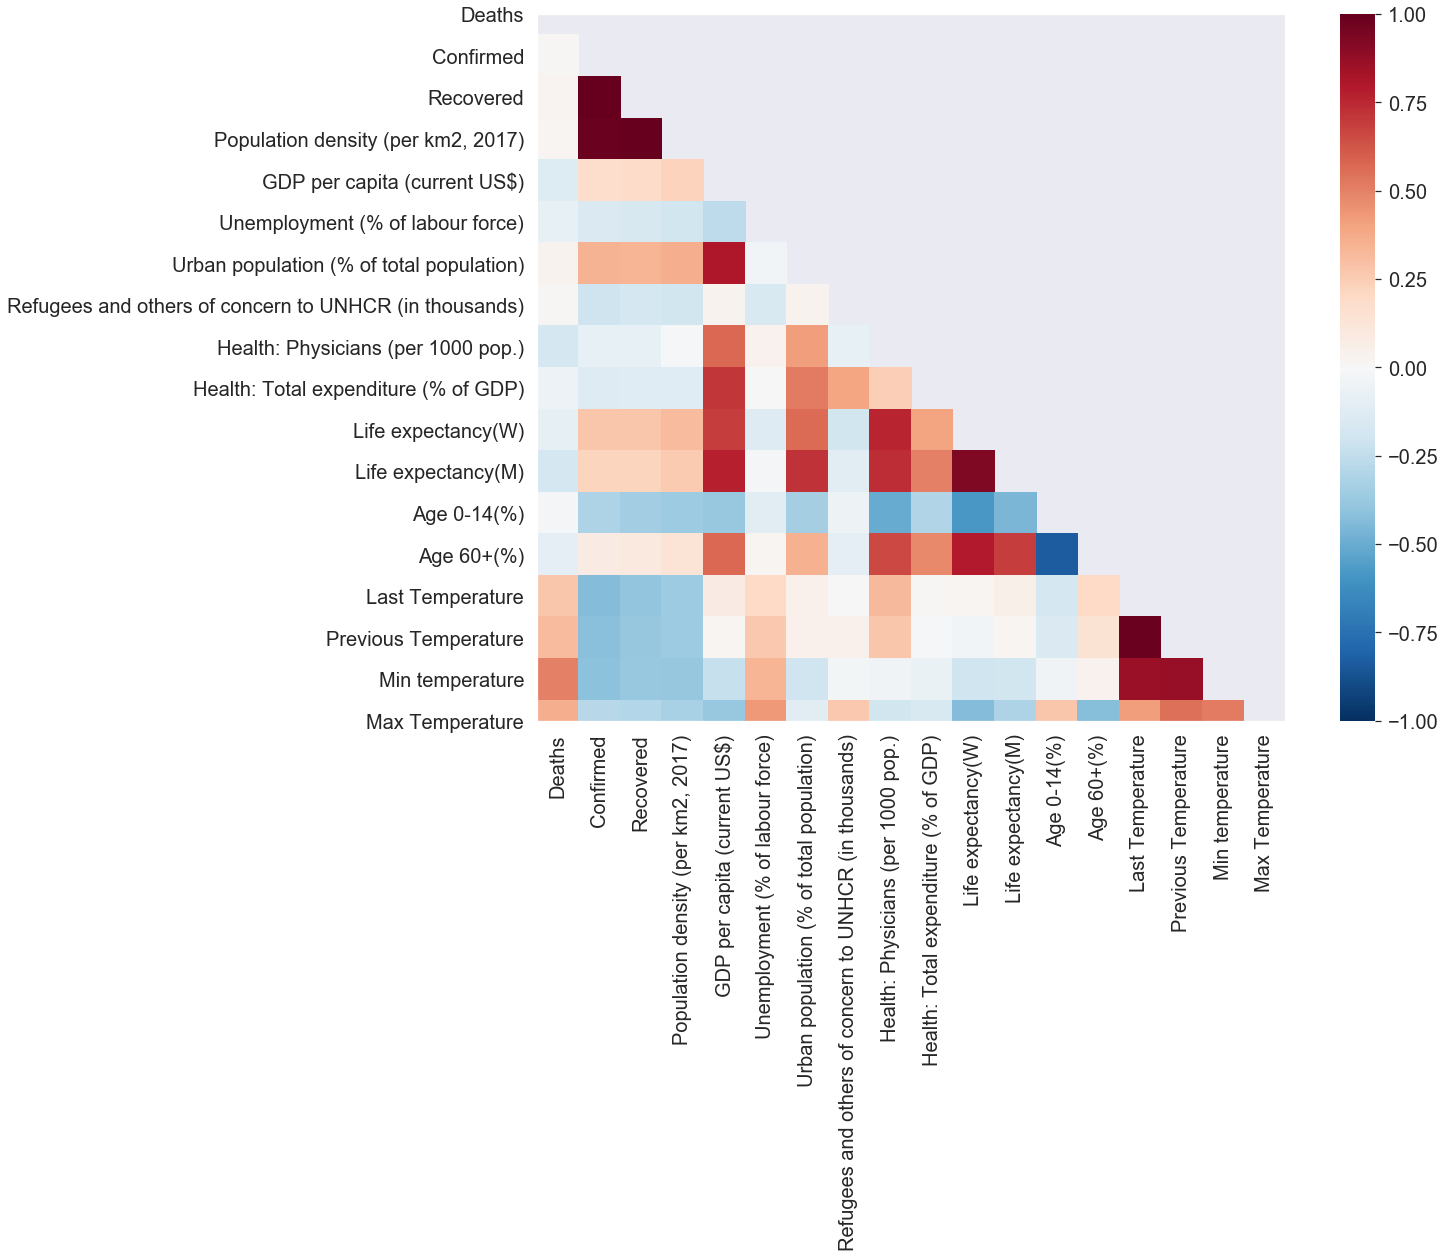 Deaths
Confirmed
Recovered
Population density (per km2, 2017)
GDP per capita (current US$)
Unemployment (% of labour force)
Urban population (% of total population)
Refugees and others of concern to UNHCR (in thousands)
Health: Physicians (per 1000 pop.)
Health: Total expenditure (% of GDP)
Life expectancy(W)
Life expectancy(M)
Age 0-14(%)
Age 60+(%)
Last Temperature
Previous Temperature
Min temperature
Max Temperature
Deaths
Confirmed
Recovered
Population density (per km2, 2017)
GDP per capita (current US$)
Unemployment (% of labour force)
Urban population (% of total population)
Refugees and others of concern to UNHCR (in thousands)
Health: Physicians (per 1000 pop.)
Health: Total expenditure (% of GDP)
Life expectancy(W)
Life expectancy(M)
Age 0-14(%)
Age 60+(%)
Last Temperature
Previous Temperature
Min temperature
Max Temperature
1.00
0.75
0.50
0.25
0.00
−0.25
−0.50
−0.75
−1.00